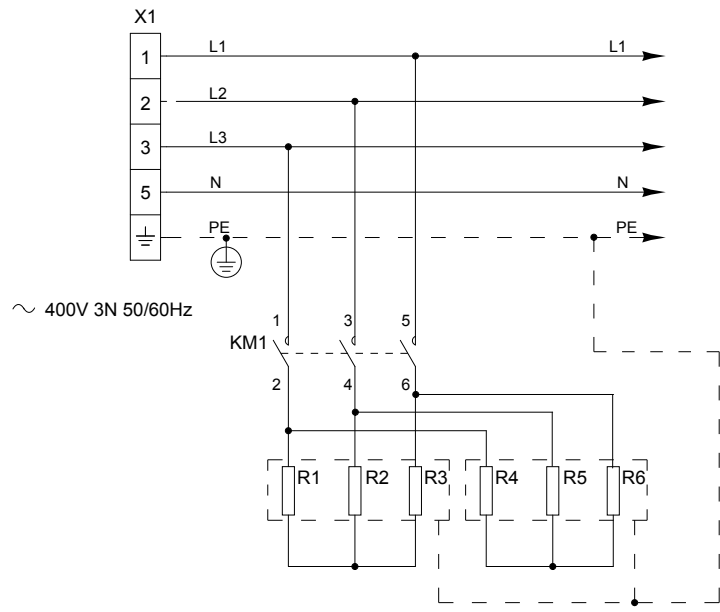 X1
1 L1 L1
2 L2
3 L3
5 N N
PE PE
400V 3N 50/60Hz
1 3 5
KM1
2 4 6
R1 R2 R3 R4 R5 R6